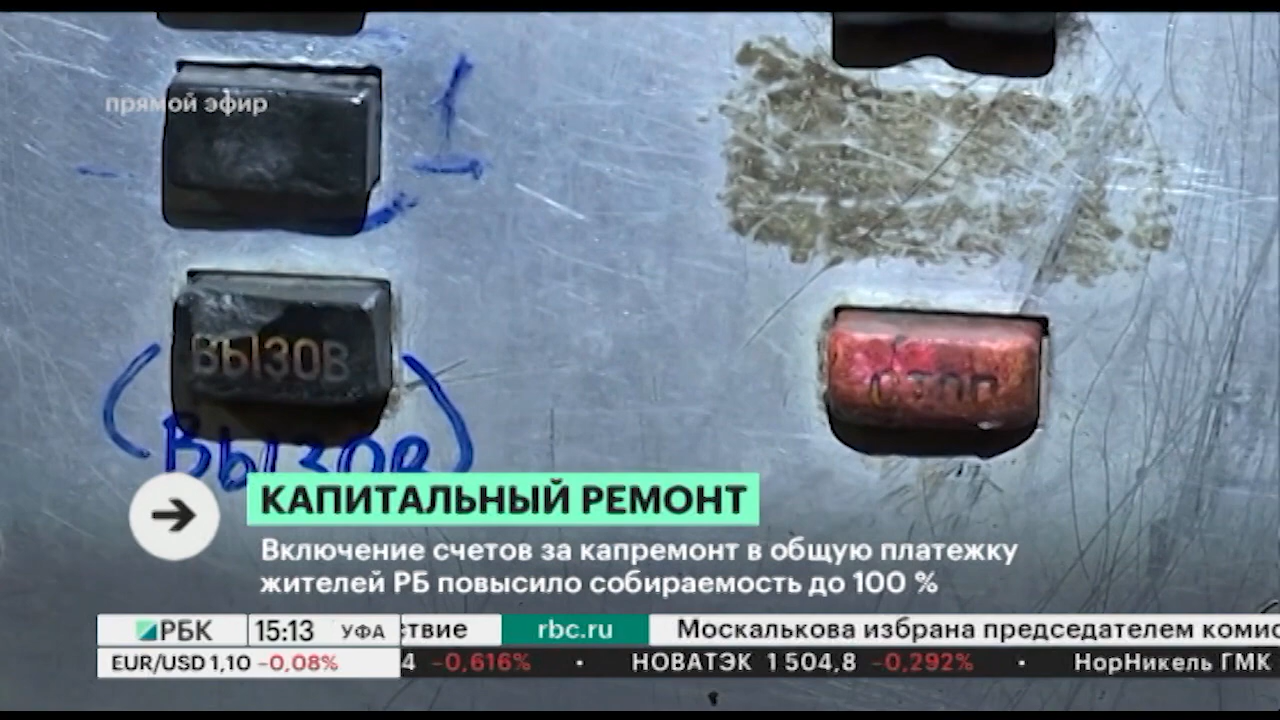 прямой эфир
1
ВЫЗОВ
СТОП
Вызов
КАПИТАЛЬНЫЙ РЕМОНТ
Включение счетов за капремонт в общую платежку
жителей РБ повысило собираемость до 100 %
РБК 15:13 УФА ствие rbc.ru Москалькова избрана председателем комис
EUR/USD 1,10 -0,08% 4 -0,616% · НОВАТЭК 1 504,8 -0,292% · НорНикель ГМК